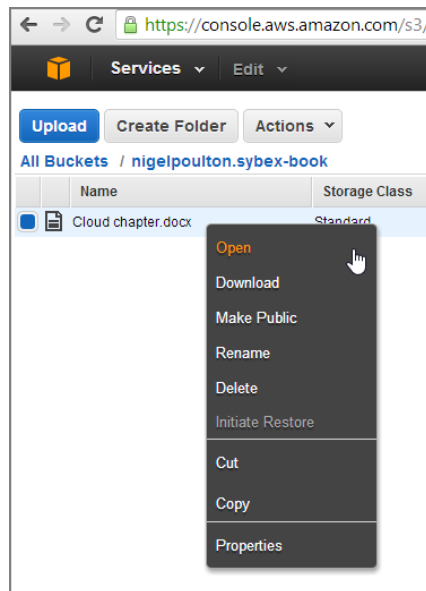 https://console.aws.amazon.com/s3/
Services Edit
Upload Create Folder Actions
All Buckets / nigelpoulton.sybex-book
Name Storage Class
Cloud chapter.docx Standard
Open
Download
Make Public
Rename
Delete
Initiate Restore
Cut
Copy
Properties